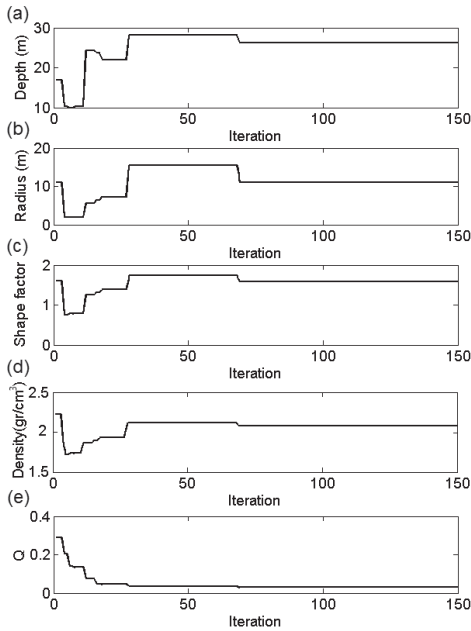 (a)
30
20
10
Depth (m)
0 50 100 150
Iteration
(b)
20
10
0
Radius (m)
0 50 100 150
Iteration
(c)
2
1
0
Shape factor
0 50 100 150
Iteration
(d)
2.5
2
1.5
Density(gr/cm³)
0 50 100 150
Iteration
(e)
0.4
0.2
0
Q
0 50 100 150
Iteration